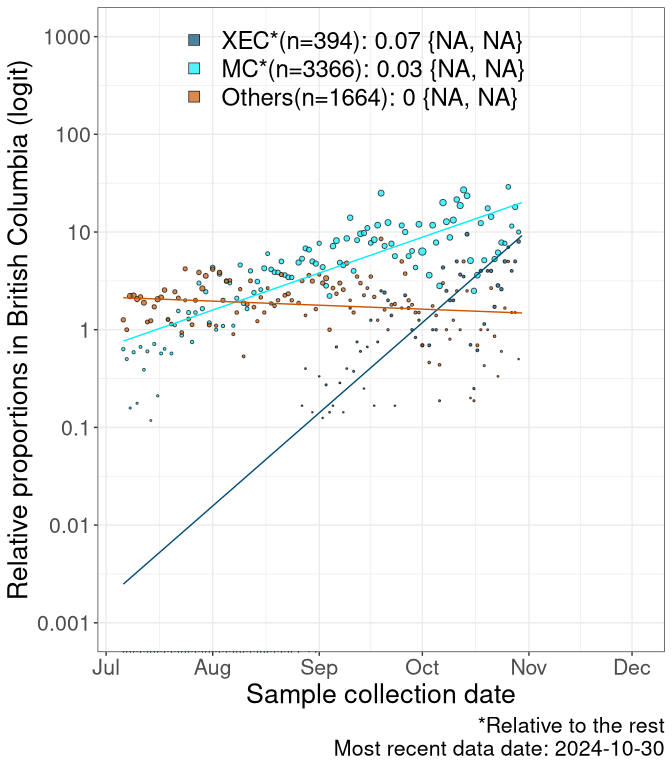 XEC*(n=394): 0.07 {NA, NA}
MC*(n=3366): 0.03 {NA, NA}
Others(n=1664): 0 {NA, NA}
Relative proportions in British Columbia (logit)
1000
100
10
1
0.1
0.01
0.001
Jul Aug Sep Oct Nov Dec
Sample collection date
*Relative to the rest
Most recent data date: 2024-10-30